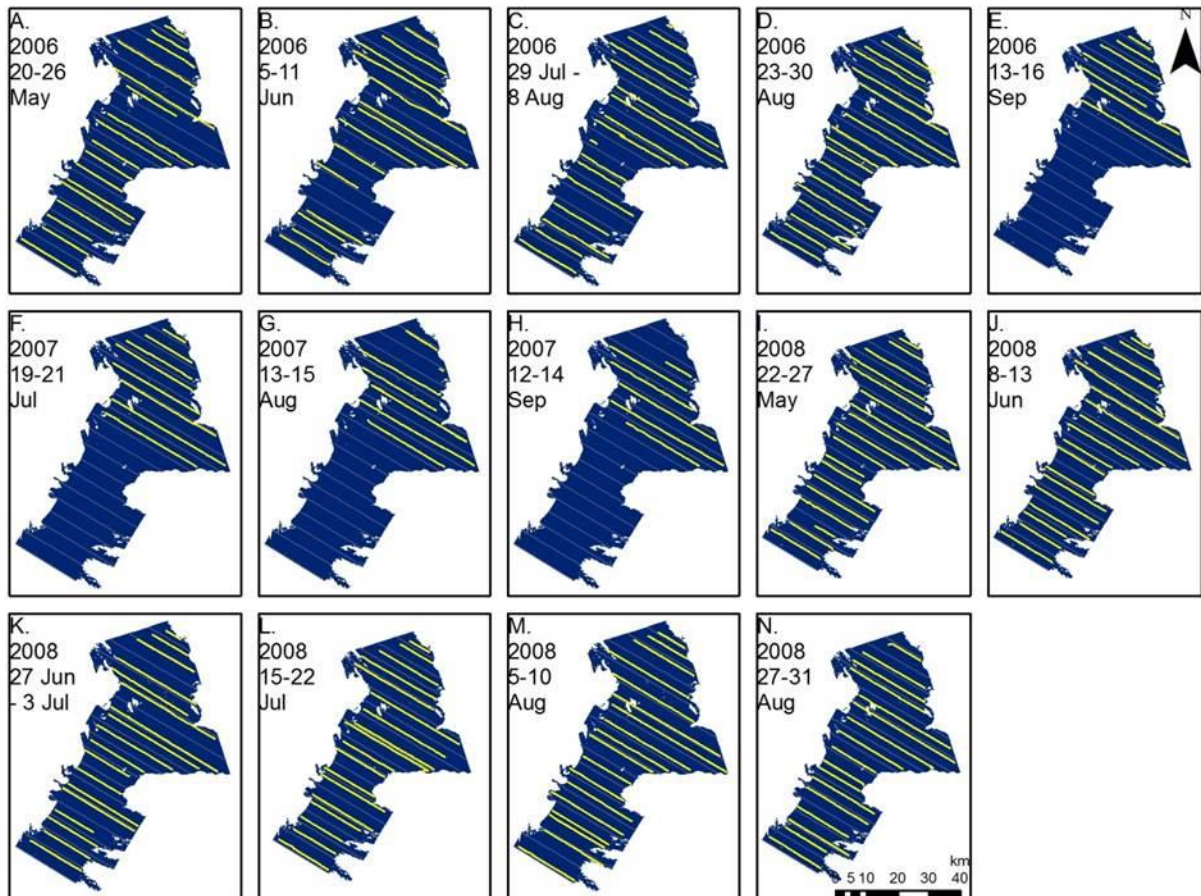 A.
2006
20-26
May
B.
2006
5-11
Jun
C.
2006
29 Jul -
8 Aug
D.
2006
23-30
Aug
E.
2006
13-16
Sep
N
F.
2007
19-21
Jul
G.
2007
13-15
Aug
H.
2007
12-14
Sep
I.
2008
22-27
May
J.
2008
8-13
Jun
K.
2008
27 Jun
- 3 Jul
L.
2008
15-22
Jul
M.
2008
5-10
Aug
N.
2008
27-31
Aug
km
0 5 10 20 30 40